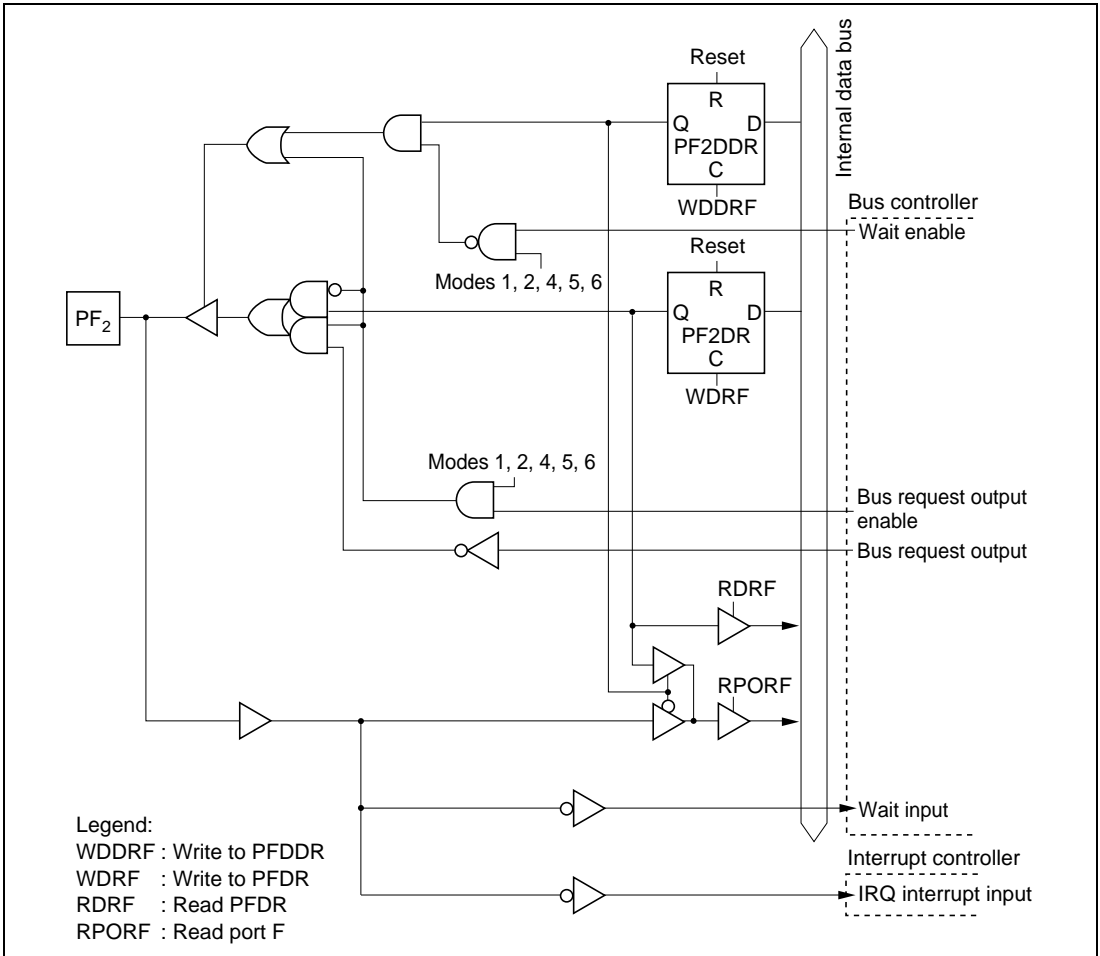 Reset
R
Q D
PF2DDR
C
WDDRF
Internal data bus
Bus controller
Wait enable
Modes 1, 2, 4, 5, 6
Reset
R
Q D
PF2DR
C
WDRF
PF2
Modes 1, 2, 4, 5, 6
Bus request output
enable
Bus request output
RDRF
RPORF
Wait input
Interrupt controller
IRQ interrupt input
Legend:
WDDRF : Write to PFDDR
WDRF : Write to PFDR
RDRF : Read PFDR
RPORF : Read port F